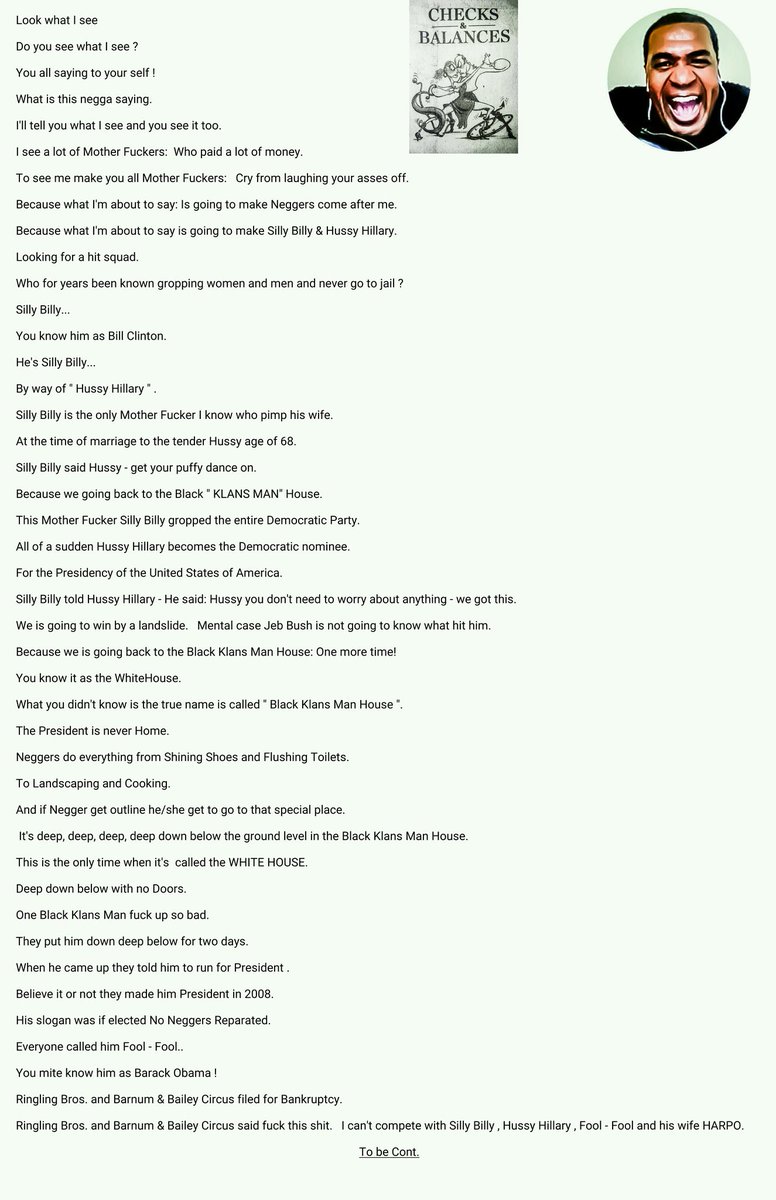 Look what I see
CHECKS
&
BALANCES
Do you see what I see ?
You all saying to your self !
What is this negga saying.
I'll tell you what I see and you see it too.
I see a lot of Mother Fuckers:  Who paid a lot of money.
To see me make you all Mother Fuckers:   Cry from laughing your asses off.
Because what I'm about to say: Is going to make Neggers come after me.
Because what I'm about to say is going to make Silly Billy & Hussy Hillary.
Looking for a hit squad.
Who for years been known gropping women and men and never go to jail ?
Silly Billy...
You know him as Bill Clinton.
He's Silly Billy...
By way of " Hussy Hillary " .
Silly Billy is the only Mother Fucker I know who pimp his wife.
At the time of marriage to the tender Hussy age of 68.
Silly Billy said Hussy - get your puffy dance on.
Because we going back to the Black " KLANS MAN" House.
This Mother Fucker Silly Billy gropped the entire Democratic Party.
All of a sudden Hussy Hillary becomes the Democratic nominee.
For the Presidency of the United States of America.
Silly Billy told Hussy Hillary - He said: Hussy you don't need to worry about anything - we got this.
We is going to win by a landslide.   Mental case Jeb Bush is not going to know what hit him.
Because we is going back to the Black Klans Man House: One more time!
You know it as the WhiteHouse.
What you didn't know is the true name is called " Black Klans Man House ".
The President is never Home.
Neggers do everything from Shining Shoes and Flushing Toilets.
To Landscaping and Cooking.
And if Negger get outline he/she get to go to that special place.
It's deep, deep, deep, deep down below the ground level in the Black Klans Man House.
This is the only time when it's  called the WHITE HOUSE.
Deep down below with no Doors.
One Black Klans Man fuck up so bad.
They put him down deep below for two days.
When he came up they told him to run for President .
Believe it or not they made him President in 2008.
His slogan was if elected No Neggers Reparated.
Everyone called him Fool - Fool..
You mite know him as Barack Obama !
Ringling Bros. and Barnum & Bailey Circus filed for Bankruptcy.
Ringling Bros. and Barnum & Bailey Circus said fuck this shit.   I can't compete with Silly Billy , Hussy Hillary , Fool - Fool and his wife HARPO.
To be Cont.